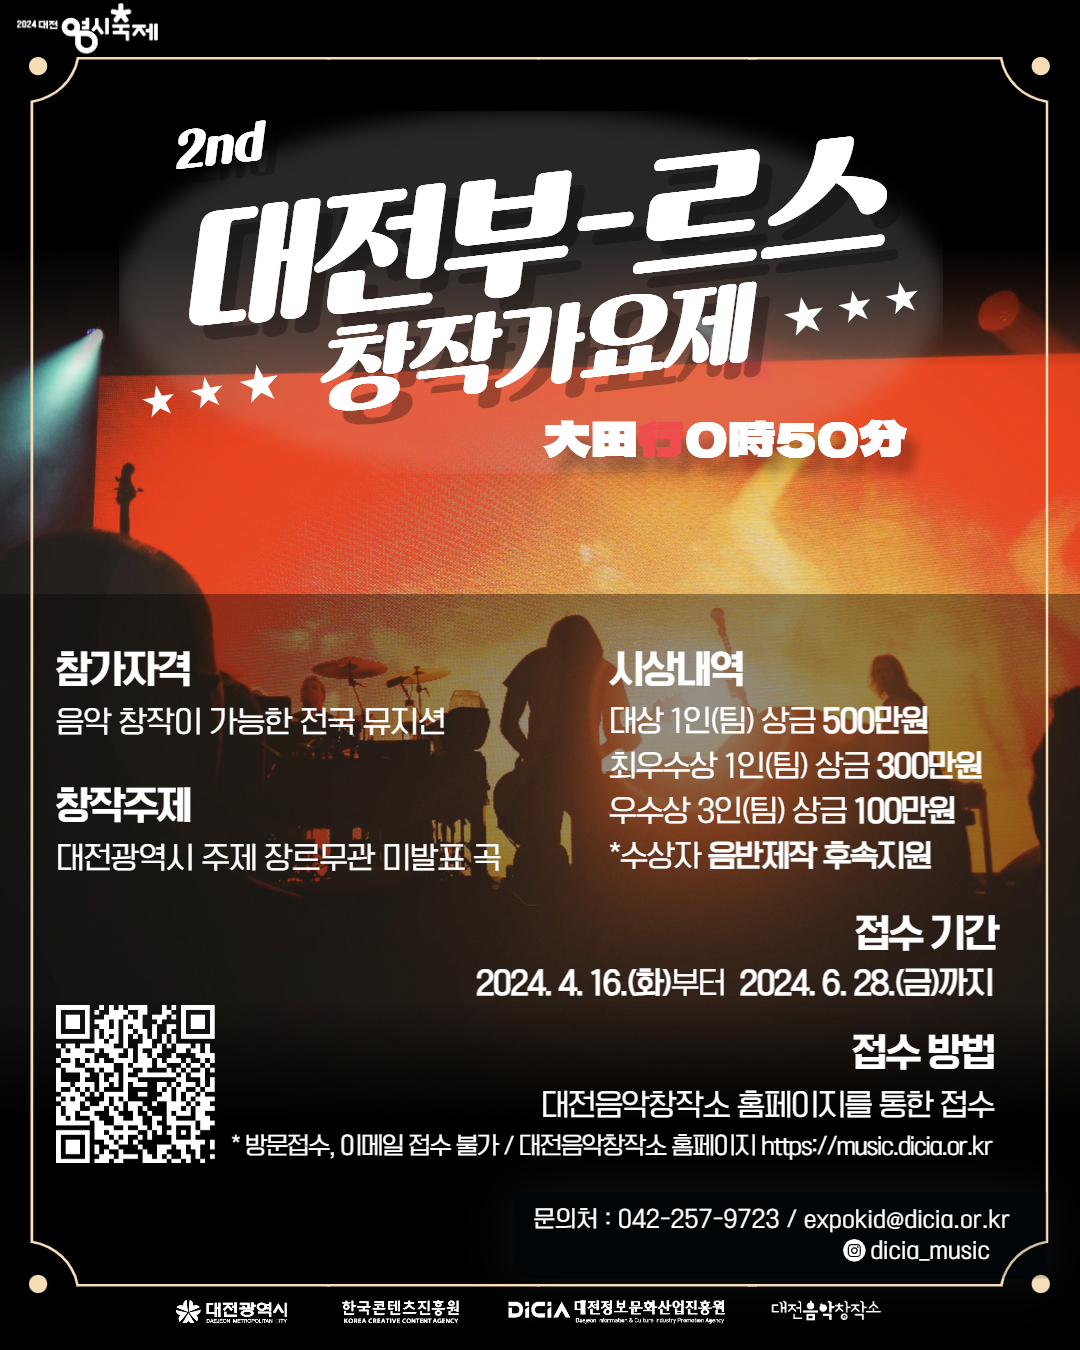 2024 대전 영시축제
2nd
대전부-르스
창작가요제
大田行0時50分
참가자격
음악 창작이 가능한 전국 뮤지션
창작주제
대전광역시 주제 장르무관 미발표 곡
시상내역
대상 1인(팀) 상금 500만원
최우수상 1인(팀) 상금 300만원
우수상 3인(팀) 상금 100만원
*수상자 음반제작 후속지원
접수 기간
2024. 4. 16.(화)부터 2024. 6. 28.(금)까지
접수 방법
대전음악창작소 홈페이지를 통한 접수
* 방문접수, 이메일 접수 불가 / 대전음악창작소 홈페이지 https://music.dicia.or.kr
문의처 : 042-257-9723 / expokid@dicia.or.kr
dicia_music
대전광역시
DAEJEON METROPOLITAN CITY
한국콘텐츠진흥원
KOREA CREATIVE CONTENT AGENCY
DiCiA 대전정보문화산업진흥원
Daejeon Information & Culture Industry Promotion Agency
대전음악창작소